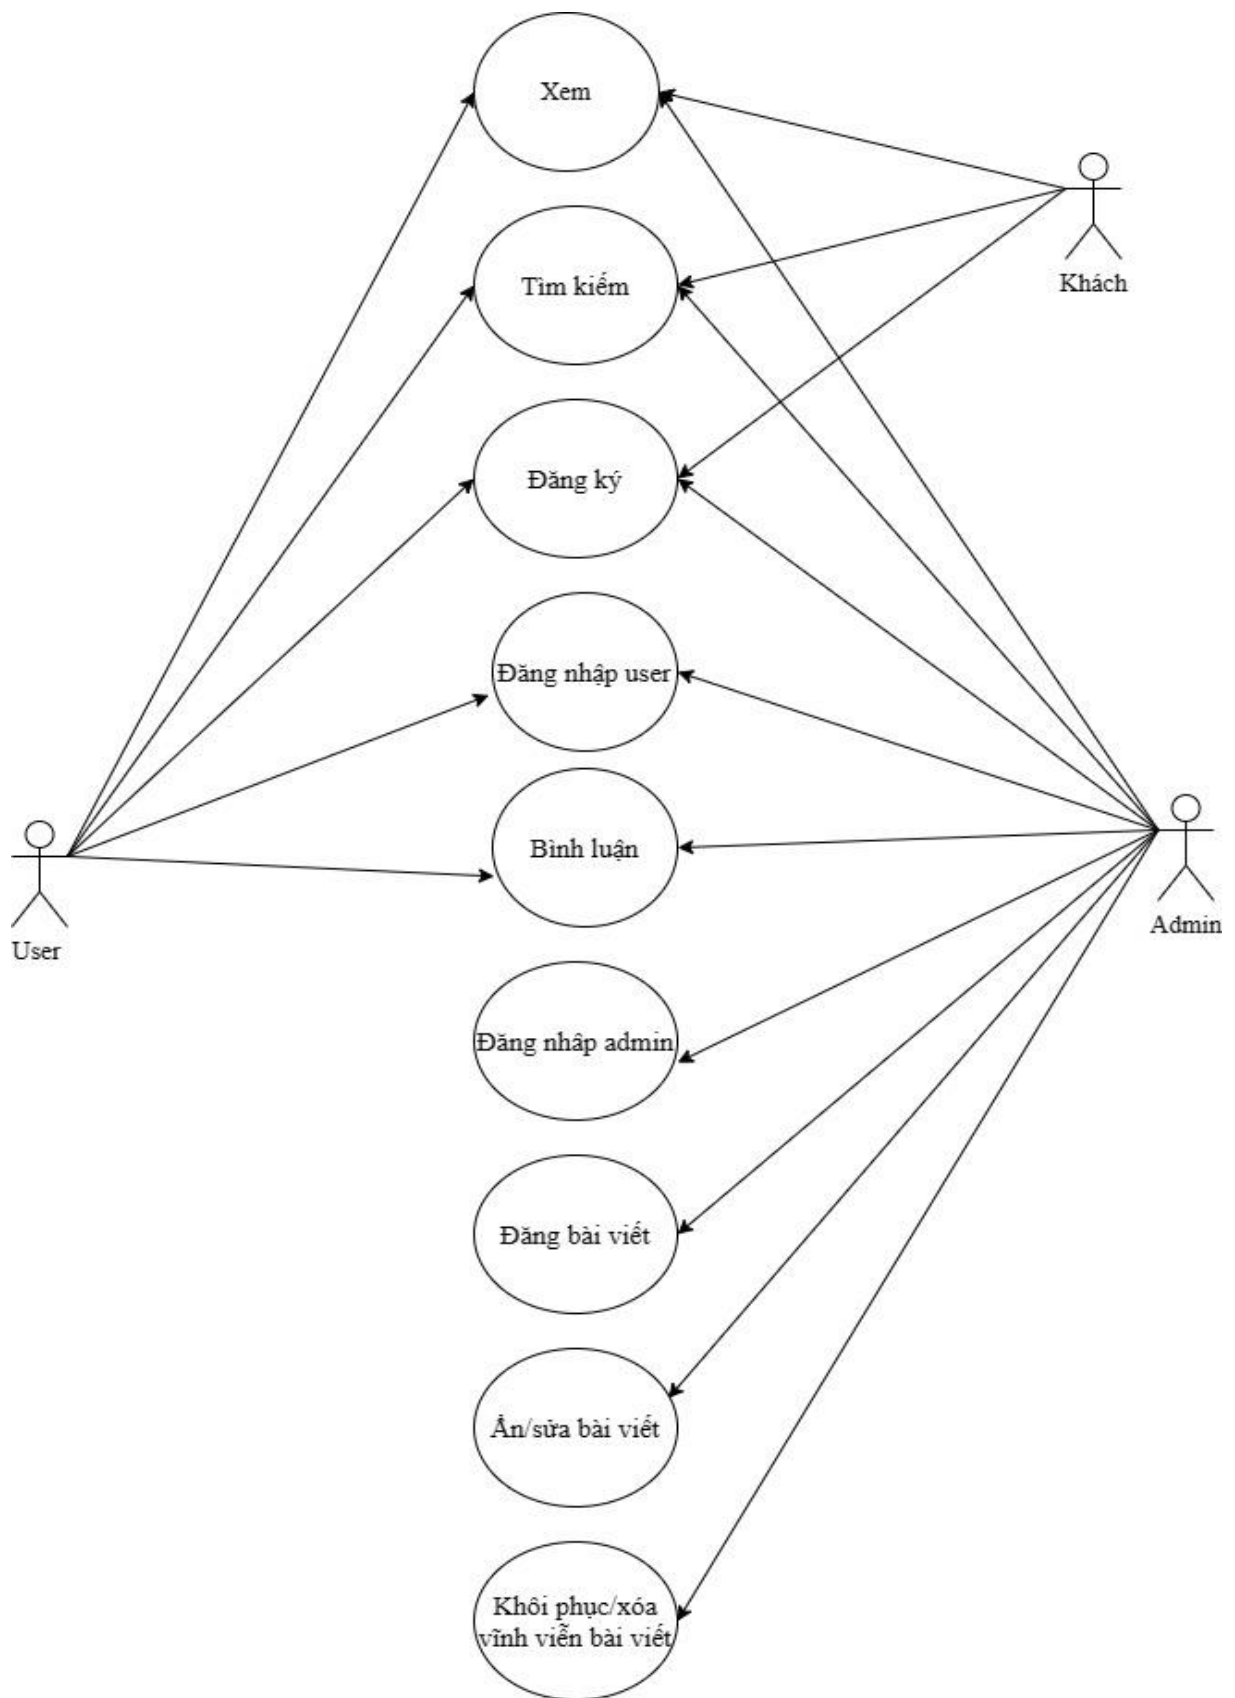 Xem
Khách
Tìm kiếm
Đăng ký
Đăng nhập user
Bình luận
User
Admin
Đăng nhâp admin
Đăng bài viết
Ẩn/sửa bài viết
Khôi phục/xóa
vĩnh viễn bài viết